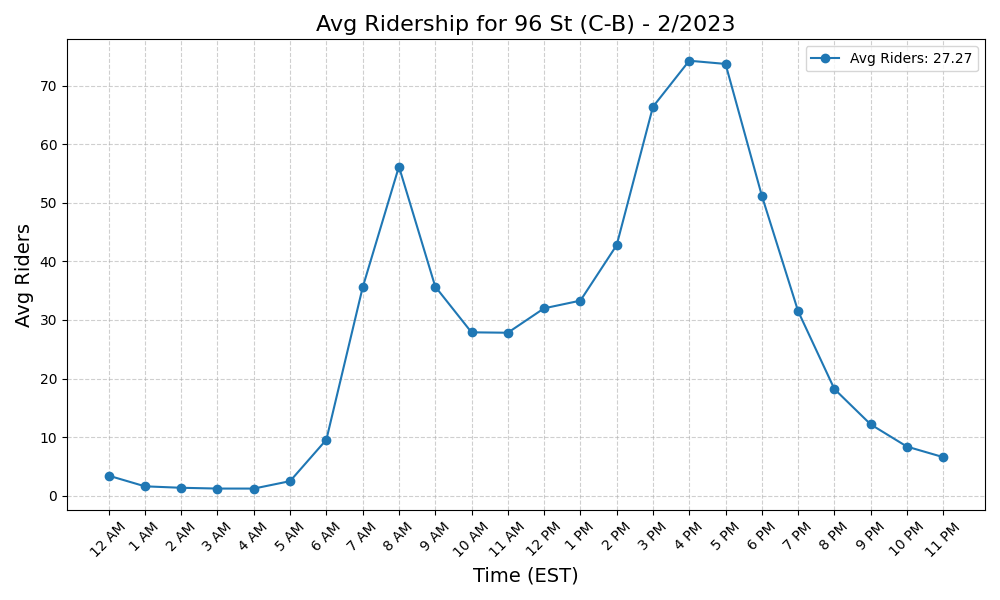 Avg Ridership for 96 St (C-B) - 2/2023
Avg Riders: 27.27
Avg Riders
70
60
50
40
30
20
10
0
12 AM
1 AM
2 AM
3 AM
4 AM
5 AM
6 AM
7 AM
8 AM
9 AM
10 AM
11 AM
12 PM
1 PM
2 PM
3 PM
4 PM
5 PM
6 PM
7 PM
8 PM
9 PM
10 PM
11 PM
Time (EST)